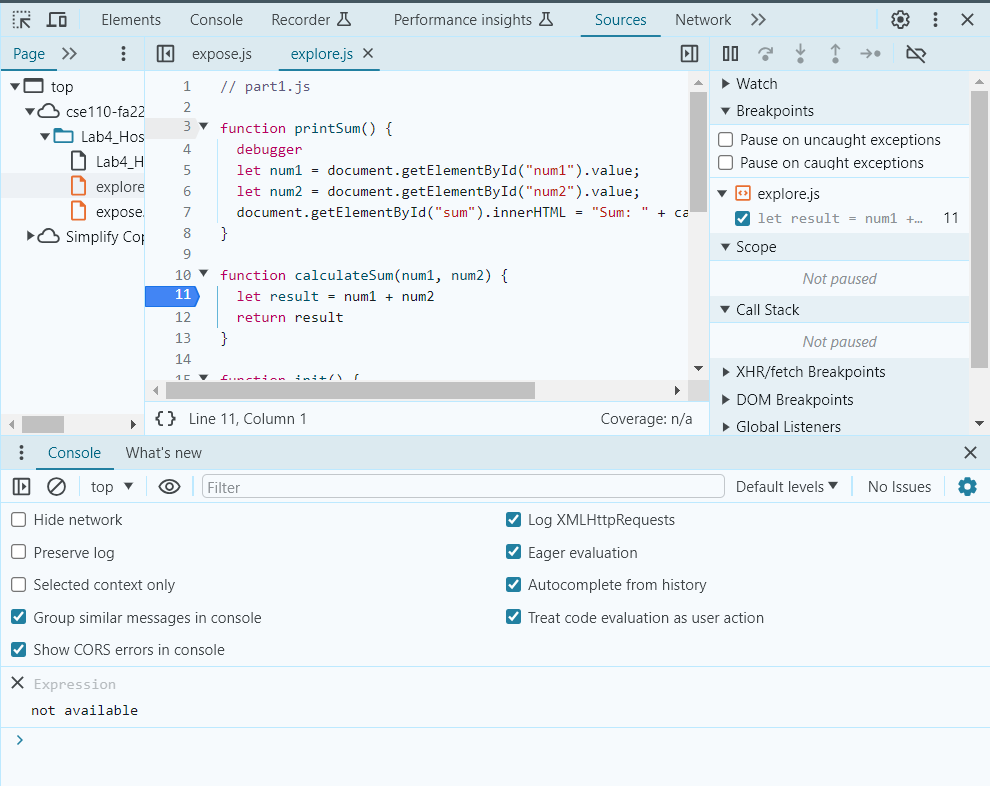 Elements Console Recorder Performance insights Sources Network
Page expose.js explore.js
top
cse110-fa22
Lab4_Hos
Lab4_H
explore
expose.
Simplify Cop
1 // part1.js
2
3 function printSum() {
4 debugger
5 let num1 = document.getElementById("num1").value;
6 let num2 = document.getElementById("num2").value;
7 document.getElementById("sum").innerHTML = "Sum: " + ca
8 }
9
10 function calculateSum(num1, num2) {
11 let result = num1 + num2
12 return result
13 }
14
15 function init() {
{} Line 11, Column 1 Coverage: n/a
Watch
Breakpoints
Pause on uncaught exceptions
Pause on caught exceptions
explore.js
let result = num1 +… 11
Scope
Not paused
Call Stack
Not paused
XHR/fetch Breakpoints
DOM Breakpoints
Global Listeners
Console What's new
top Filter Default levels No Issues
Hide network
Log XMLHttpRequests
Preserve log
Eager evaluation
Selected context only
Autocomplete from history
Group similar messages in console
Treat code evaluation as user action
Show CORS errors in console
Expression
not available